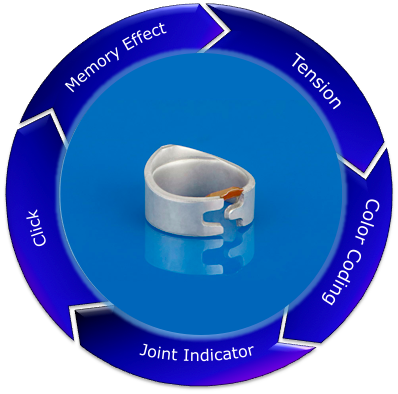 Memory Effect
Tension
Color Coding
Joint Indicator
Click